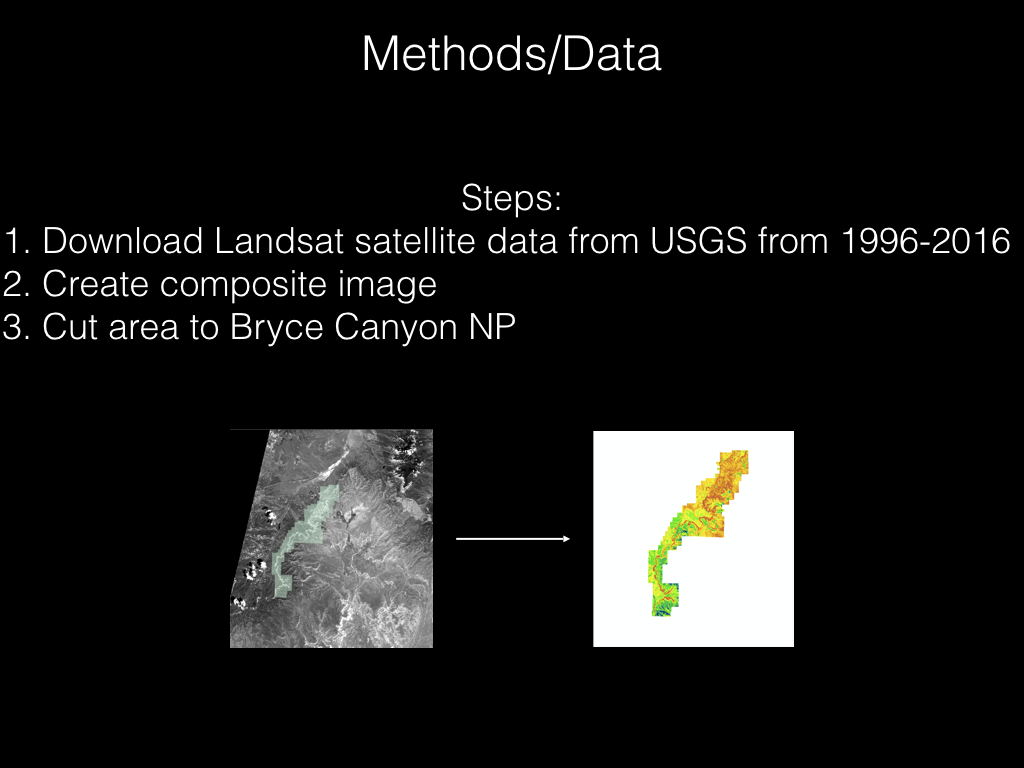 Methods/Data
Steps:
1. Download Landsat satellite data from USGS from 1996-2016
2. Create composite image
3. Cut area to Bryce Canyon NP